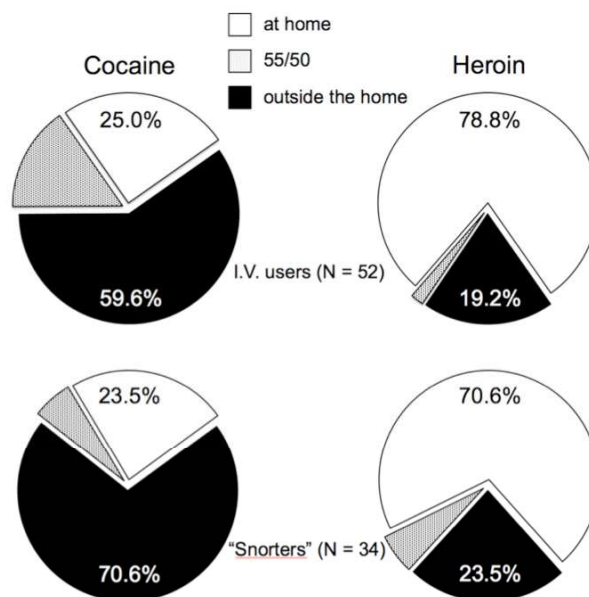 at home
55/50
outside the home
Cocaine
Heroin
25.0%
59.6%
78.8%
19.2%
I.V. users (N = 52)
23.5%
70.6%
70.6%
23.5%
“Snorters” (N = 34)